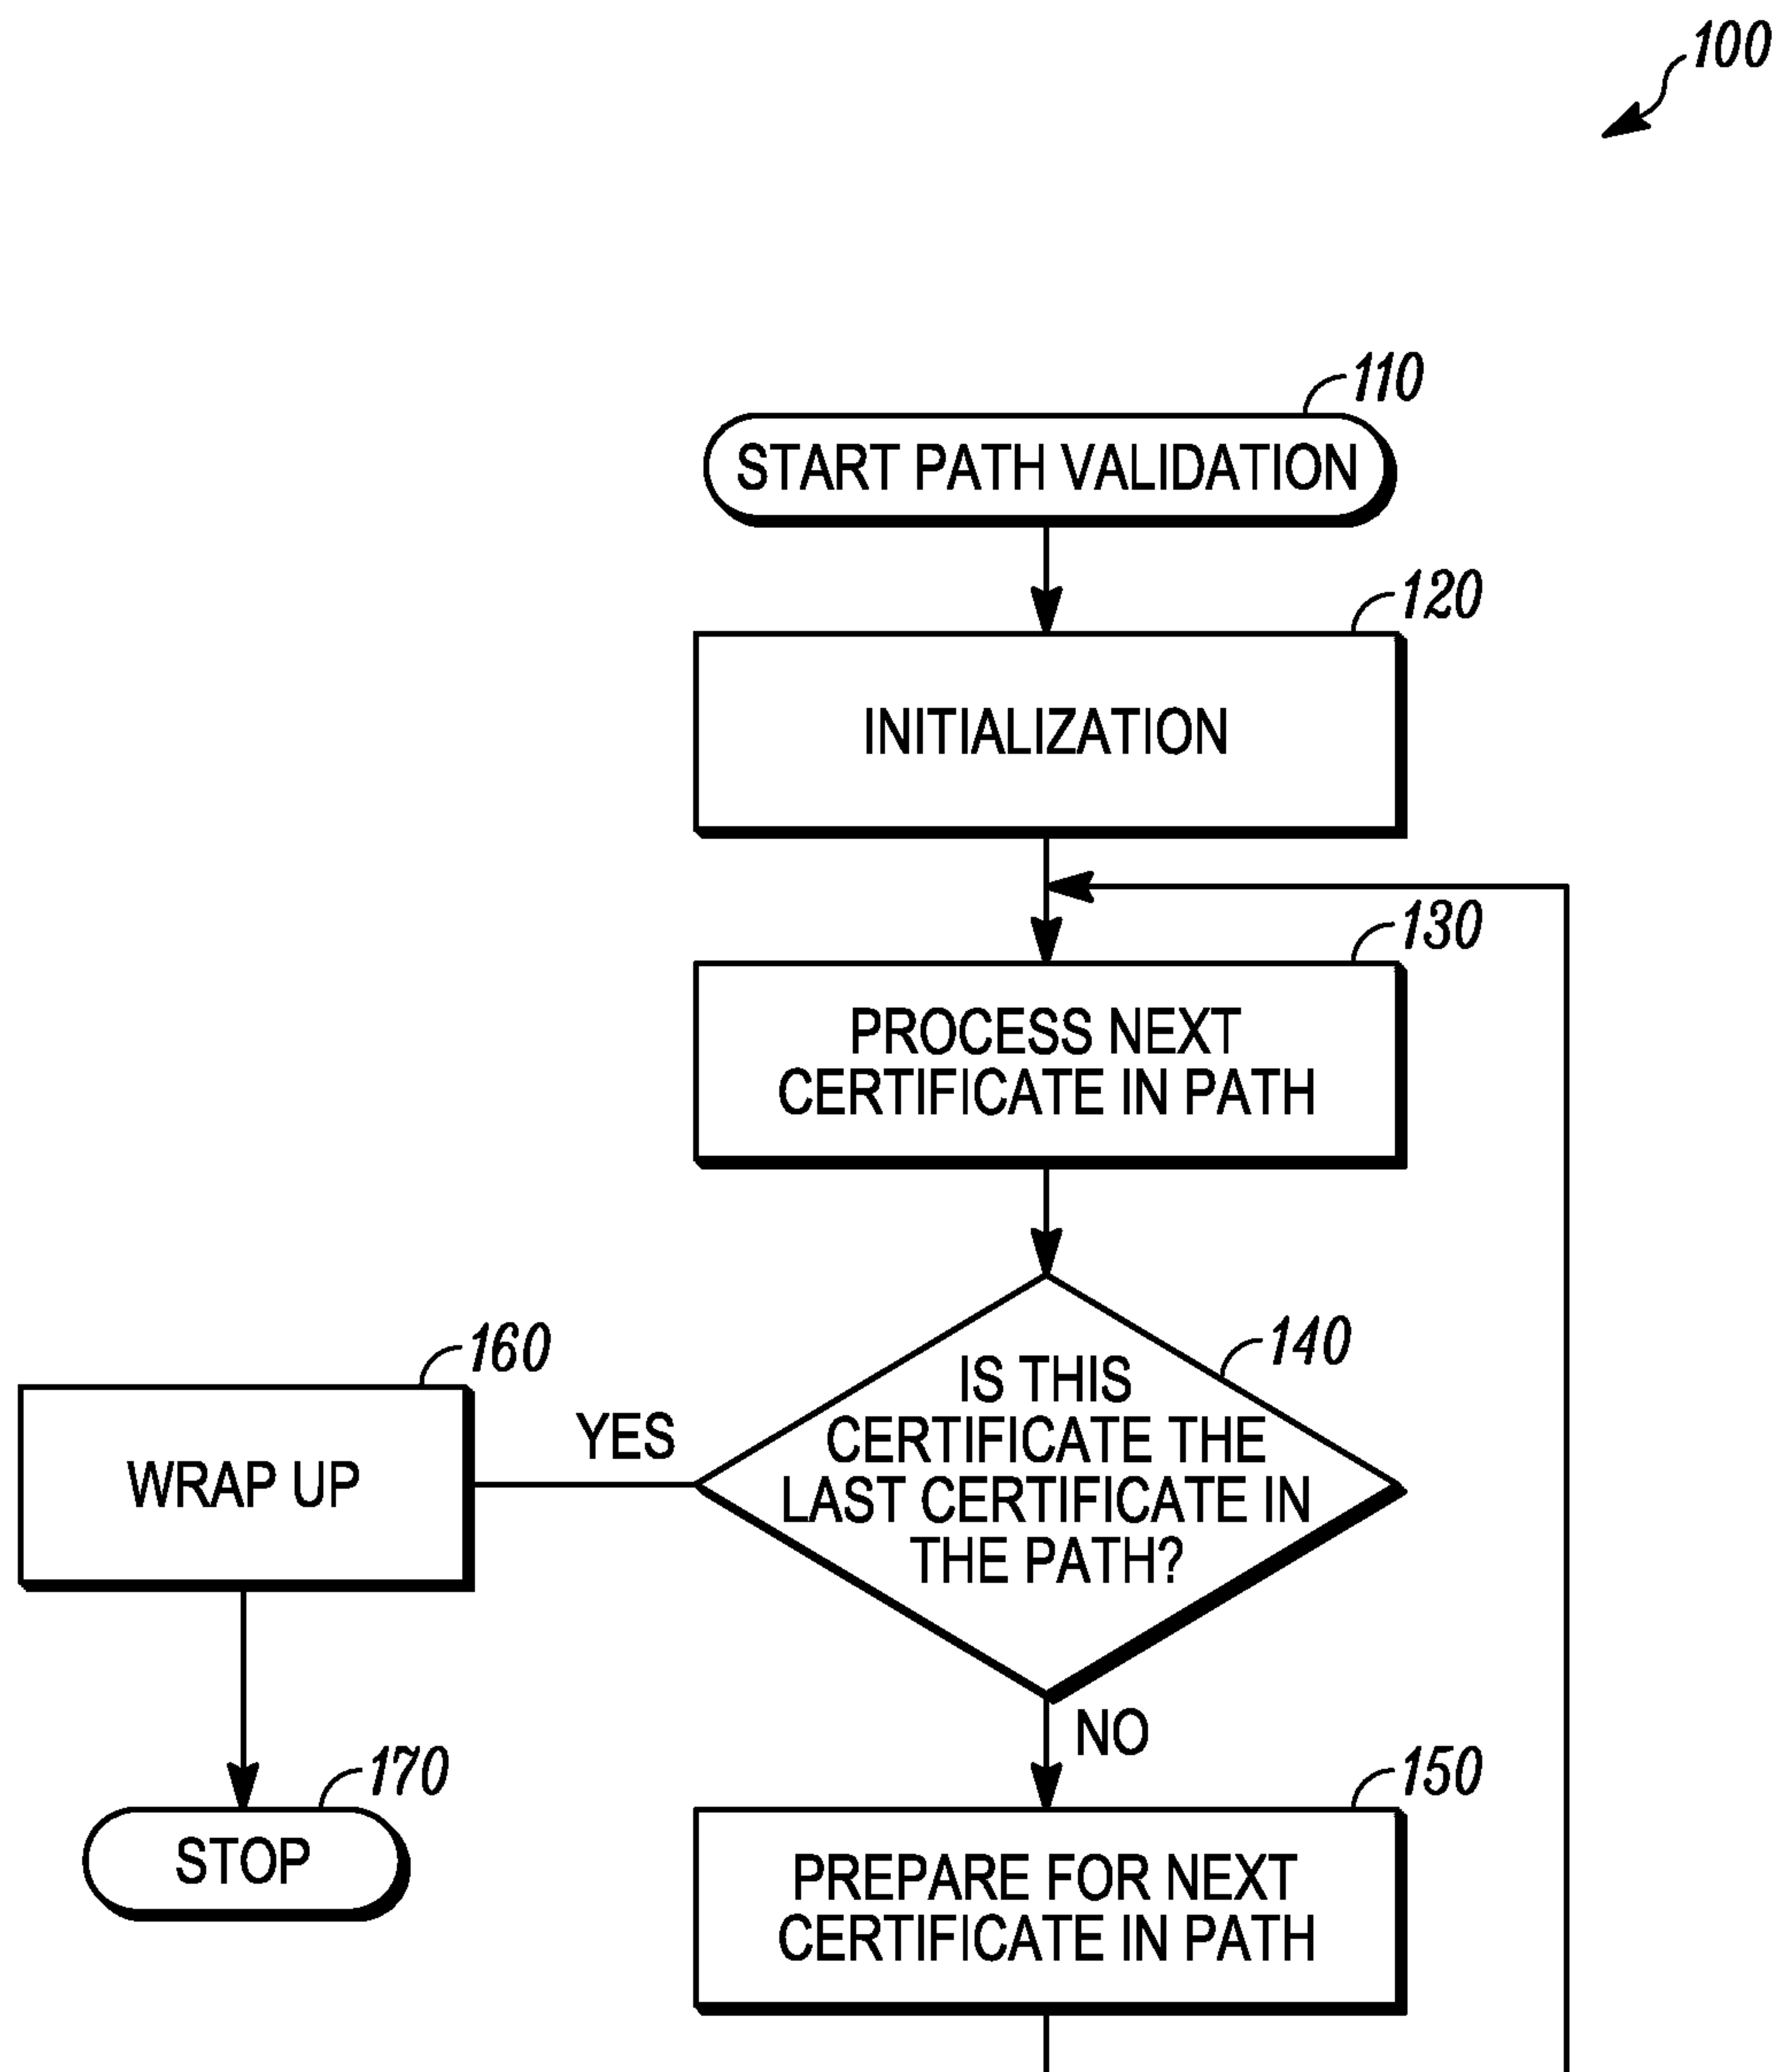 100
110
START PATH VALIDATION
120
INITIALIZATION
130
PROCESS NEXT
CERTIFICATE IN PATH
140
IS THIS
CERTIFICATE THE
LAST CERTIFICATE IN
THE PATH?
YES
160
WRAP UP
170
STOP
NO
150
PREPARE FOR NEXT
CERTIFICATE IN PATH